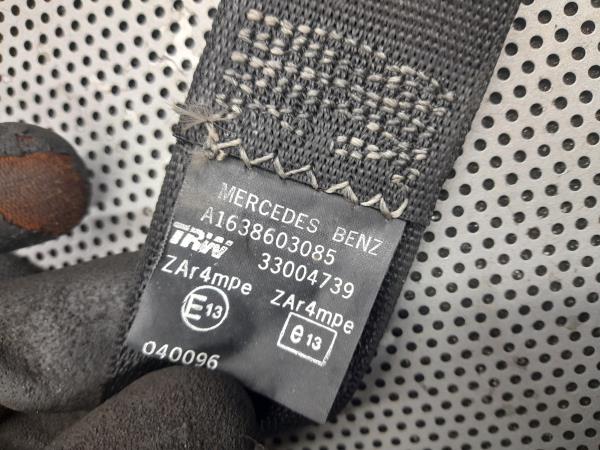 MERCEDES BENZ
A1638603085
TRW 33004739
ZAr4mpe ZAr4mpe
E13 e13
040096